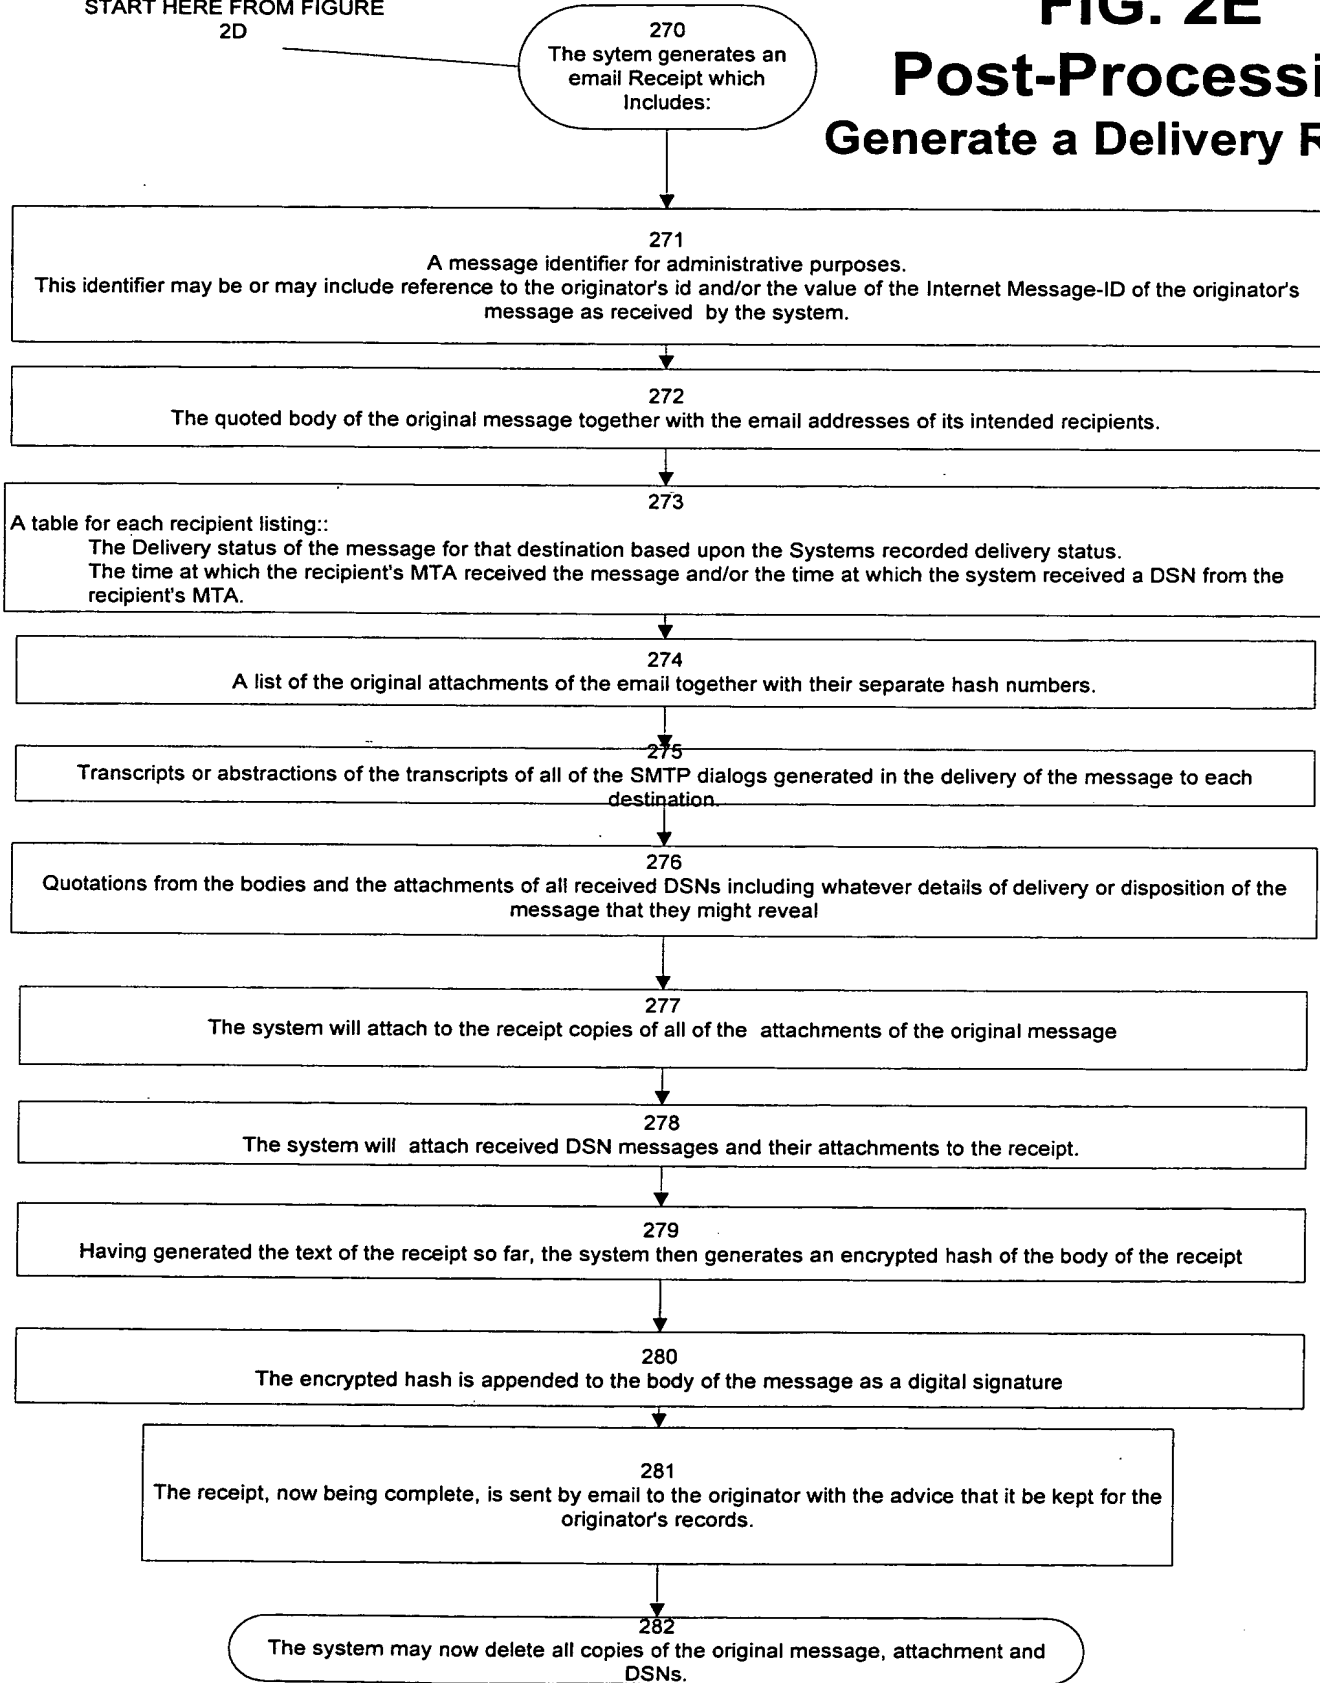 START HERE FROM FIGURE
2D
FIG. 2E
Post-Processi
Generate a Delivery R
270
The sytem generates an
email Receipt which
Includes:
271
A message identifier for administrative purposes.
This identifier may be or may include reference to the originator's id and/or the value of the Internet Message-ID of the originator's
message as received by the system.
272
The quoted body of the original message together with the email addresses of its intended recipients.
273
A table for each recipient listing::
The Delivery status of the message for that destination based upon the Systems recorded delivery status.
The time at which the recipient's MTA received the message and/or the time at which the system received a DSN from the
recipient's MTA.
274
A list of the original attachments of the email together with their separate hash numbers.
275
Transcripts or abstractions of the transcripts of all of the SMTP dialogs generated in the delivery of the message to each
destination.
276
Quotations from the bodies and the attachments of all received DSNs including whatever details of delivery or disposition of the
message that they might reveal
277
The system will attach to the receipt copies of all of the attachments of the original message
278
The system will attach received DSN messages and their attachments to the receipt.
279
Having generated the text of the receipt so far, the system then generates an encrypted hash of the body of the receipt
280
The encrypted hash is appended to the body of the message as a digital signature
281
The receipt, now being complete, is sent by email to the originator with the advice that it be kept for the
originator's records.
282
The system may now delete all copies of the original message, attachment and
DSNs.